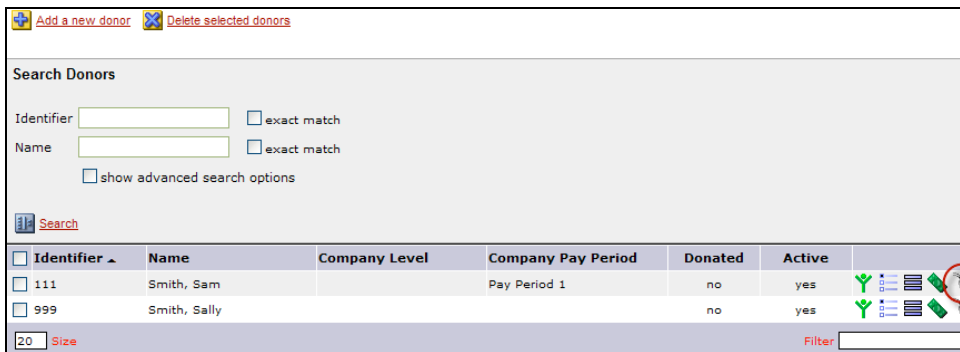 Add a new donor Delete selected donors
Search Donors
Identifier exact match
Name exact match
show advanced search options
Search
Identifier Name Company Level Company Pay Period Donated Active
111 Smith, Sam Pay Period 1 no yes
999 Smith, Sally no yes
20 Size Filter